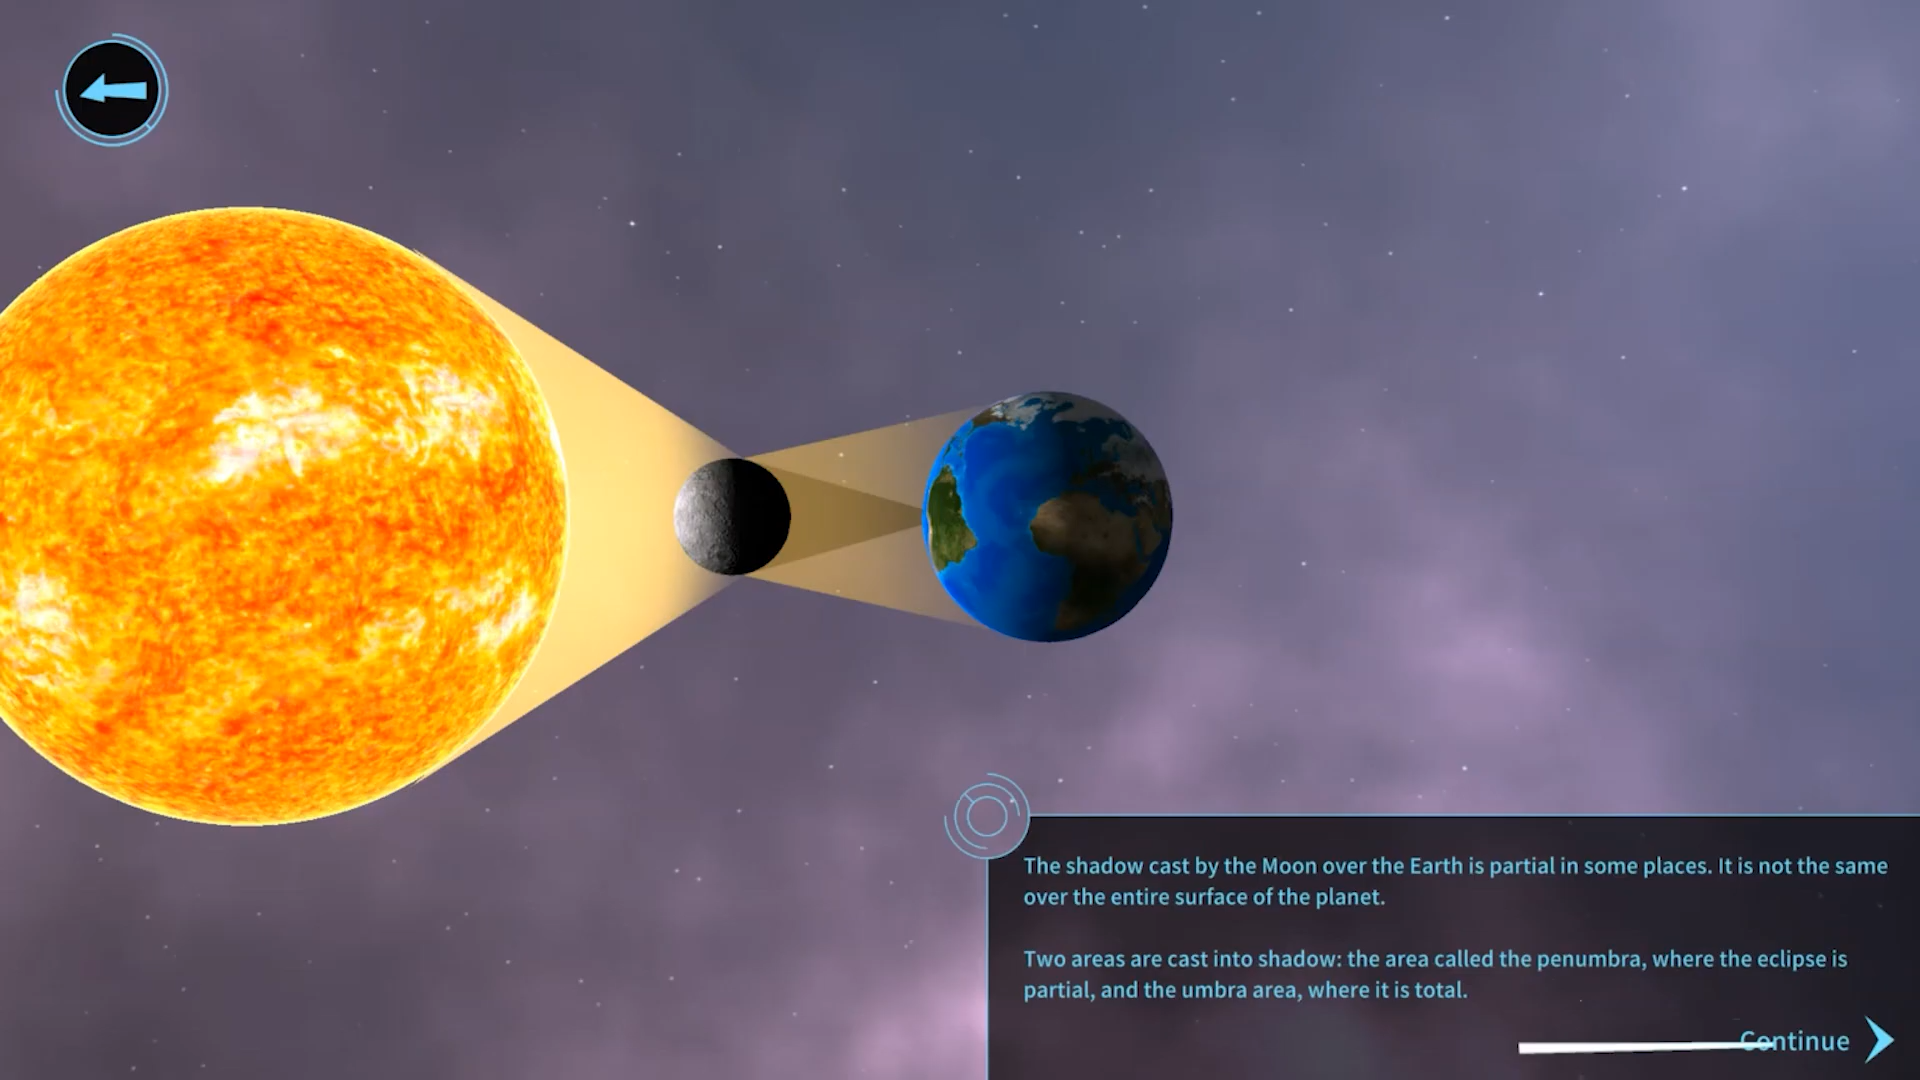 The shadow cast by the Moon over the Earth is partial in some places. It is not the same
over the entire surface of the planet.
Two areas are cast into shadow: the area called the penumbra, where the eclipse is
partial, and the umbra area, where it is total.
Continue